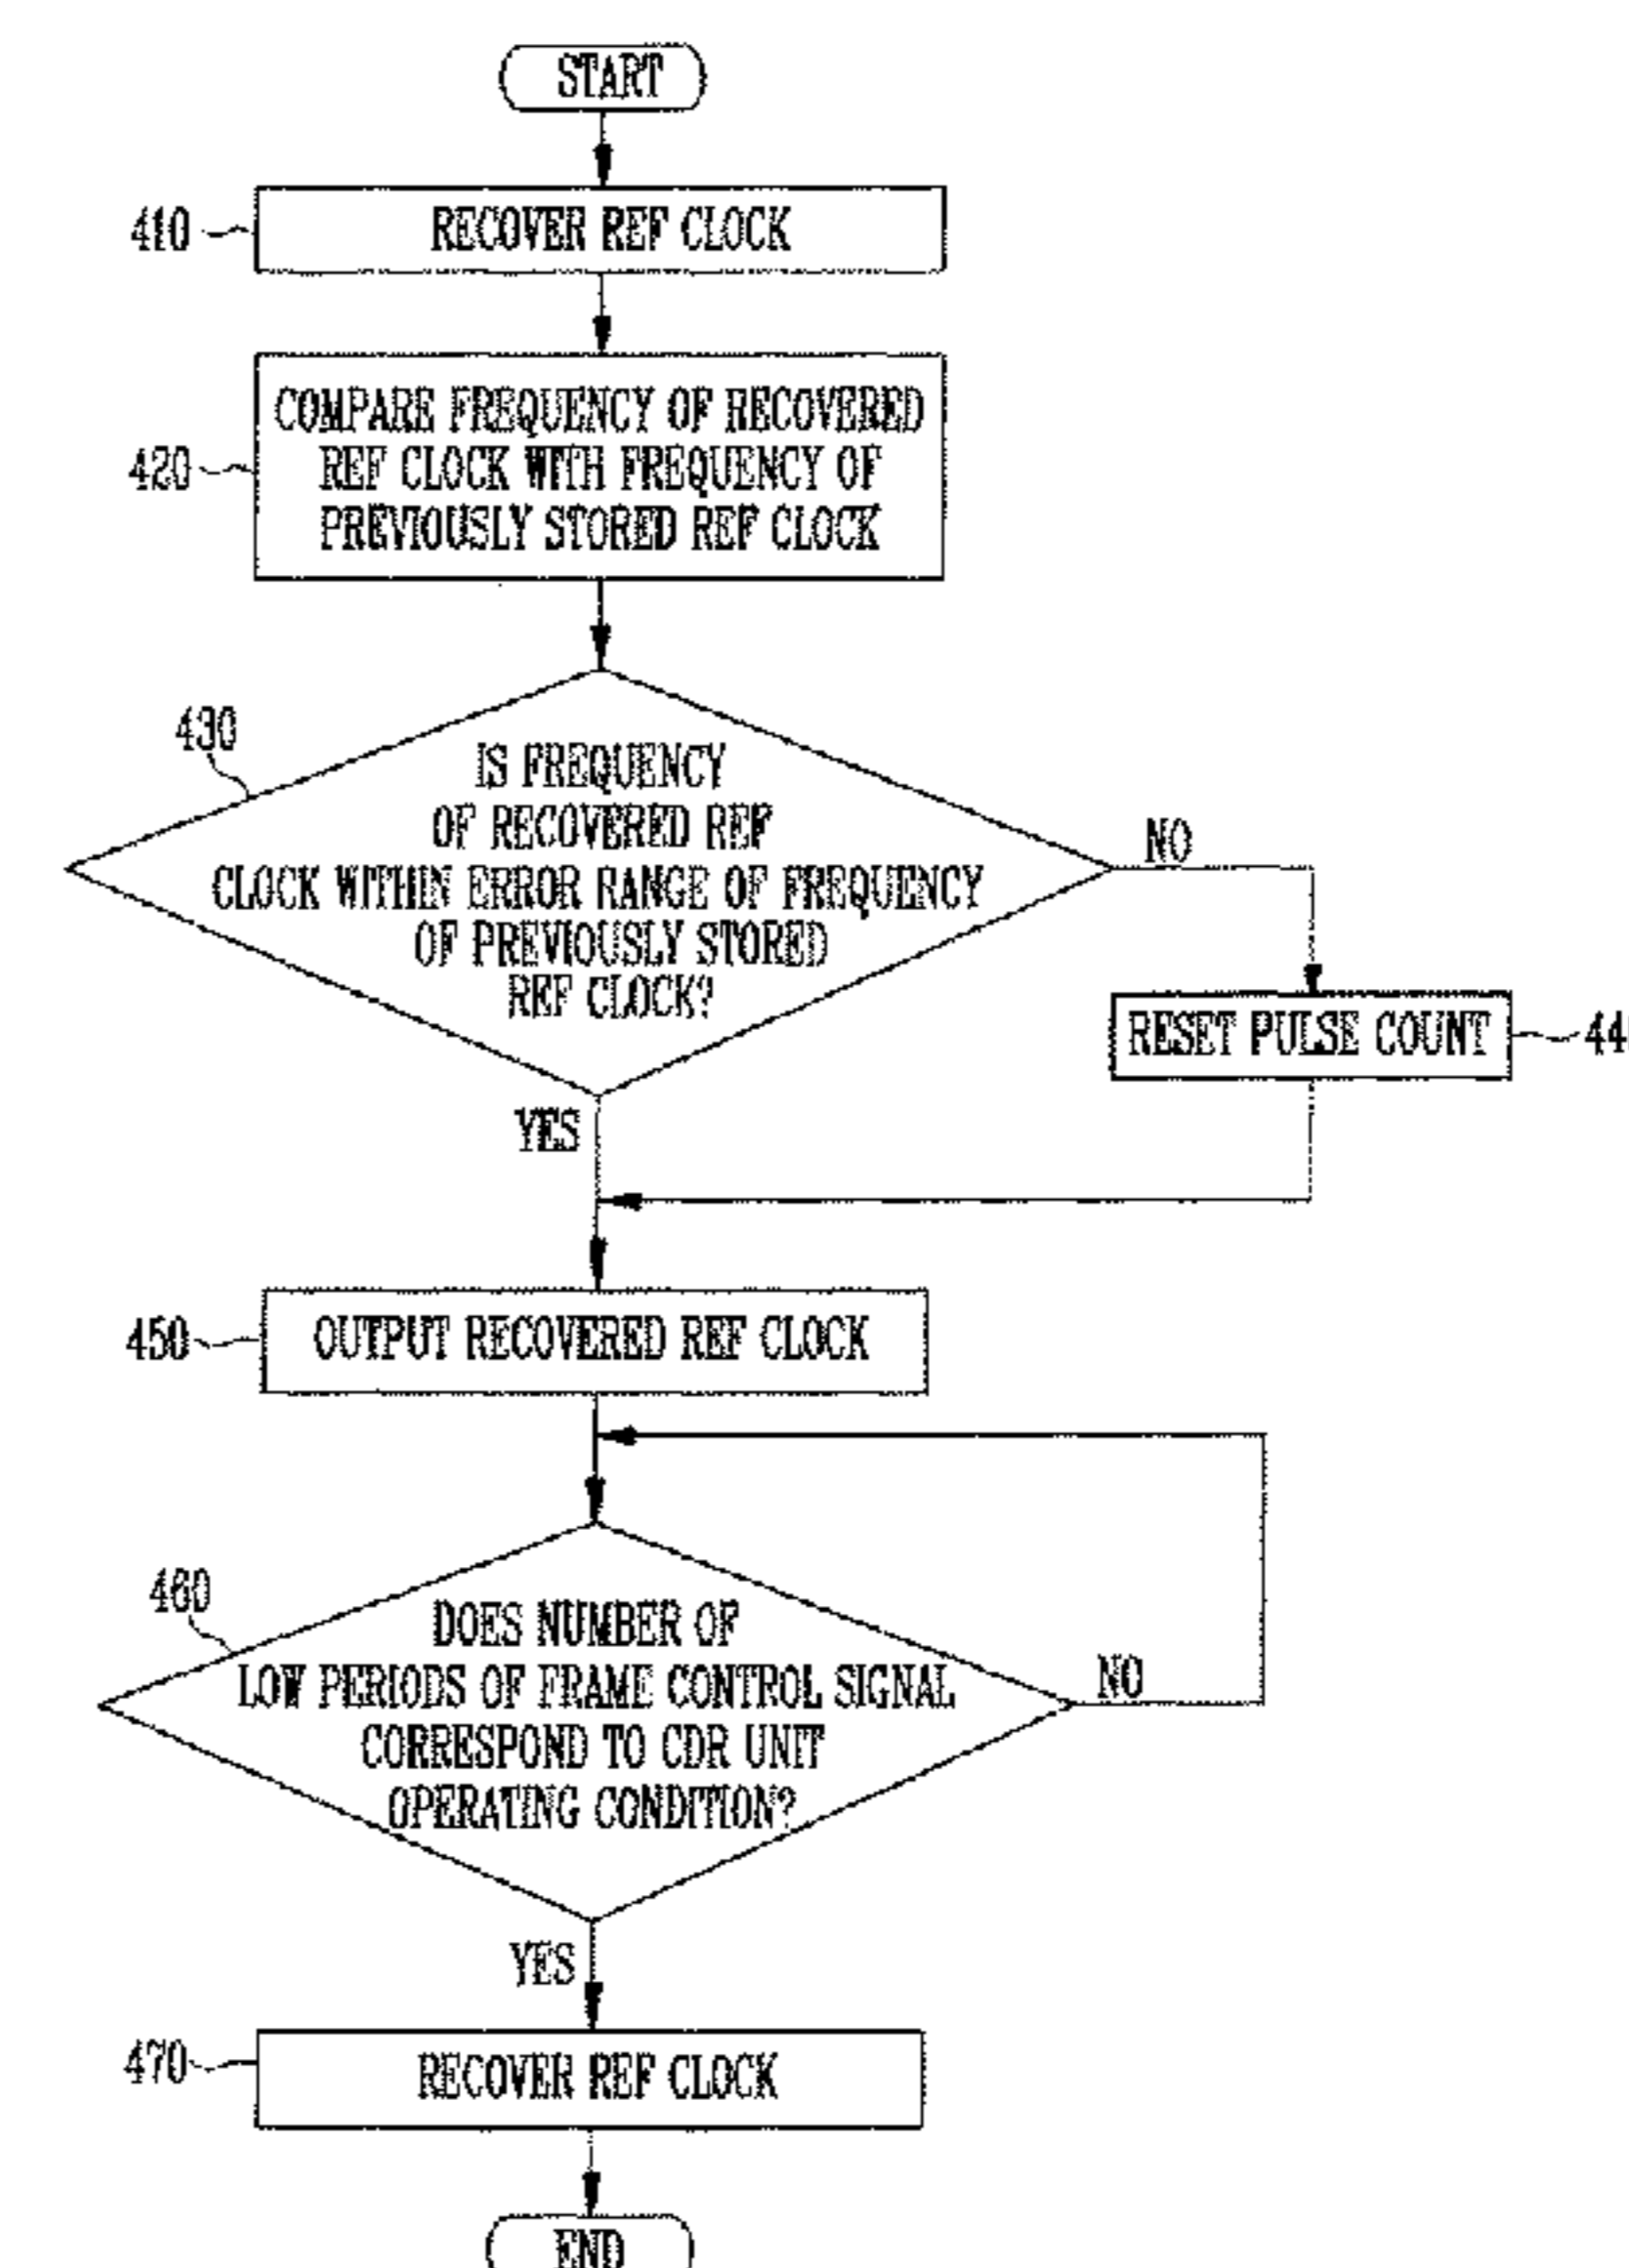 START
410
RECOVER REF CLOCK
420
COMPARE FREQUENCY OF RECOVERED
REF CLOCK WITH FREQUENCY OF
PREVIOUSLY STORED REF CLOCK
430
IS FREQUENCY
OF RECOVERED REF
CLOCK WITHIN ERROR RANGE OF FREQUENCY
OF PREVIOUSLY STORED
REF CLOCK?
NO
RESET PULSE COUNT
YES
450
OUTPUT RECOVERED REF CLOCK
460
DOES NUMBER OF
LOW PERIODS OF FRAME CONTROL SIGNAL
CORRESPOND TO CDR UNIT
OPERATING CONDITION?
NO
YES
470
RECOVER REF CLOCK
END